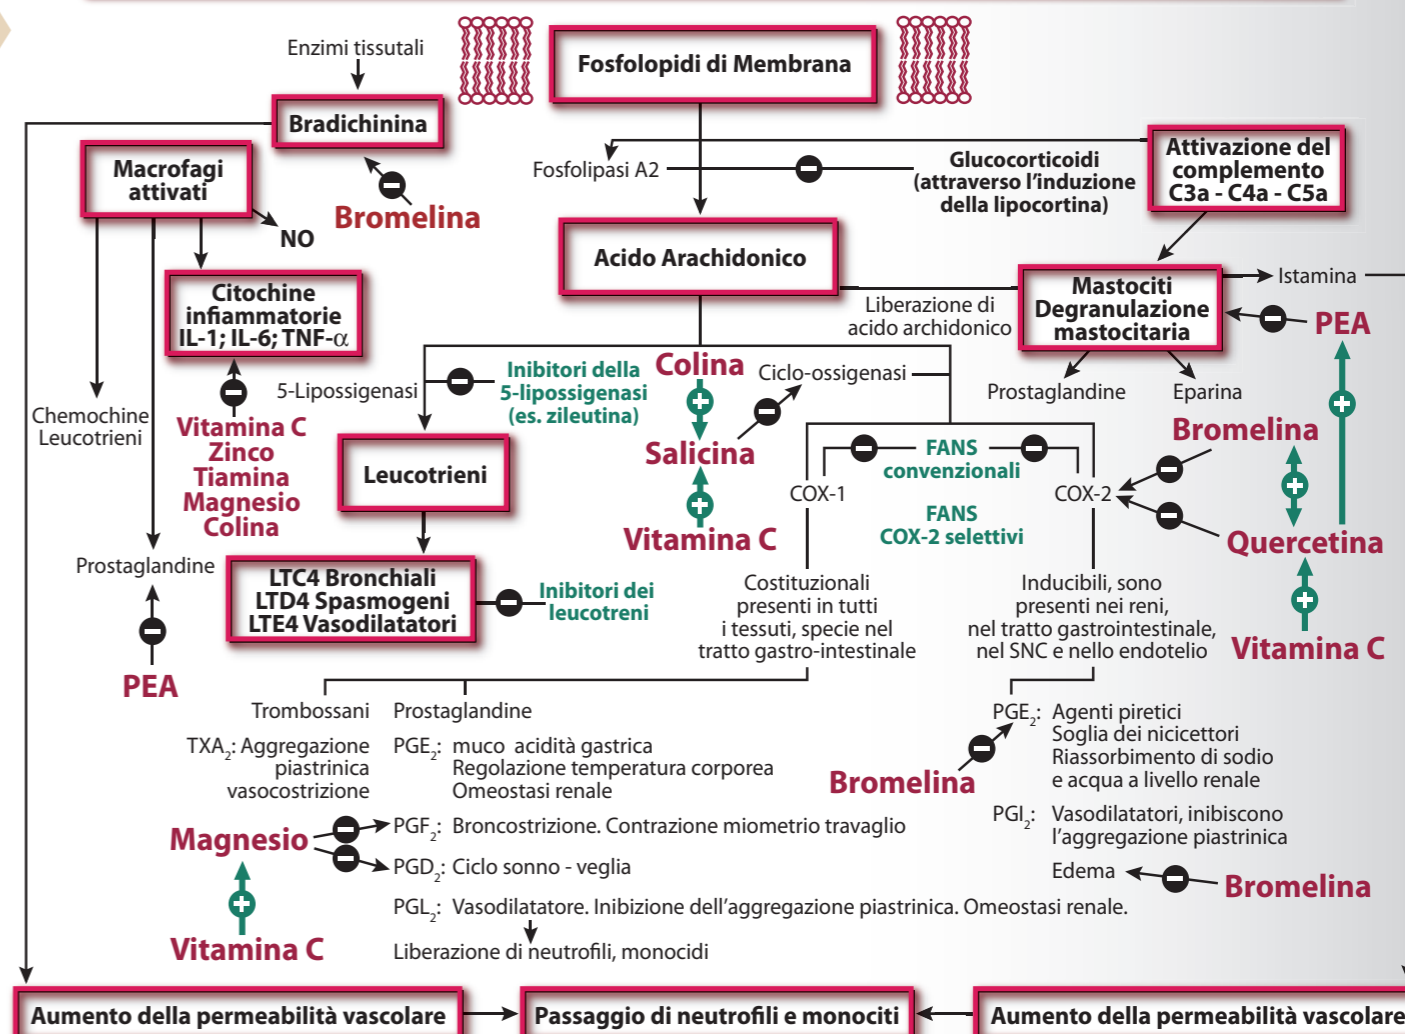 Enzimi tissutali
Bradichinina
Bromelina
Fosfolopidi di Membrana
Fosfolipasi A2
Glucocorticoidi
(attraverso l'induzione
della lipocortina)
Attivazione del
complemento
C3a - C4a - C5a
Macrofagi
attivati
NO
Citochine
infiammatorie
IL-1; IL-6; TNF-α
Vitamina C
Zinco
Tiamina
Magnesio
Colina
Chemochine
Leucotrieni
Prostaglandine
PEA
Acido Arachidonico
Liberazione di
acido archidonico
Mastociti
Degranulazione
mastocitaria
Istamina
PEA
Prostaglandine
Eparina
5-Lipossigenasi
Inibitori della
5-lipossigenasi
(es. zileutina)
Colina
Salicina
Vitamina C
Ciclo-ossigenasi
Leucotrieni
LTC4 Bronchiali
LTD4 Spasmogeni
LTE4 Vasodilatatori
Inibitori dei
leucotreni
COX-1
FANS
convenzionali
FANS
COX-2 selettivi
COX-2
Bromelina
Quercetina
Vitamina C
Costituzionali
presenti in tutti
i tessuti, specie nel
tratto gastro-intestinale
Inducibili, sono
presenti nei reni,
nel tratto gastrointestinale,
nel SNC e nello endotelio
Trombossani
TXA2: Aggregazione
piastrinica
vasocostrizione
Prostaglandine
PGE2: muco acidità gastrica
Regolazione temperatura corporea
Omeostasi renale
Magnesio
Vitamina C
PGF2: Broncostrizione. Contrazione miometrio travaglio
PGD2: Ciclo sonno - veglia
PGL2: Vasodilatatore. Inibizione dell'aggregazione piastrinica. Omeostasi renale.
Liberazione di neutrofili, monocidi
Bromelina
PGE2: Agenti piretici
Soglia dei nicicettori
Riassorbimento di sodio
e acqua a livello renale
PGI2: Vasodilatatori, inibiscono
l'aggregazione piastrinica
Edema
Bromelina
Aumento della permeabilità vascolare
Passaggio di neutrofili e monociti
Aumento della permeabilità vascolare